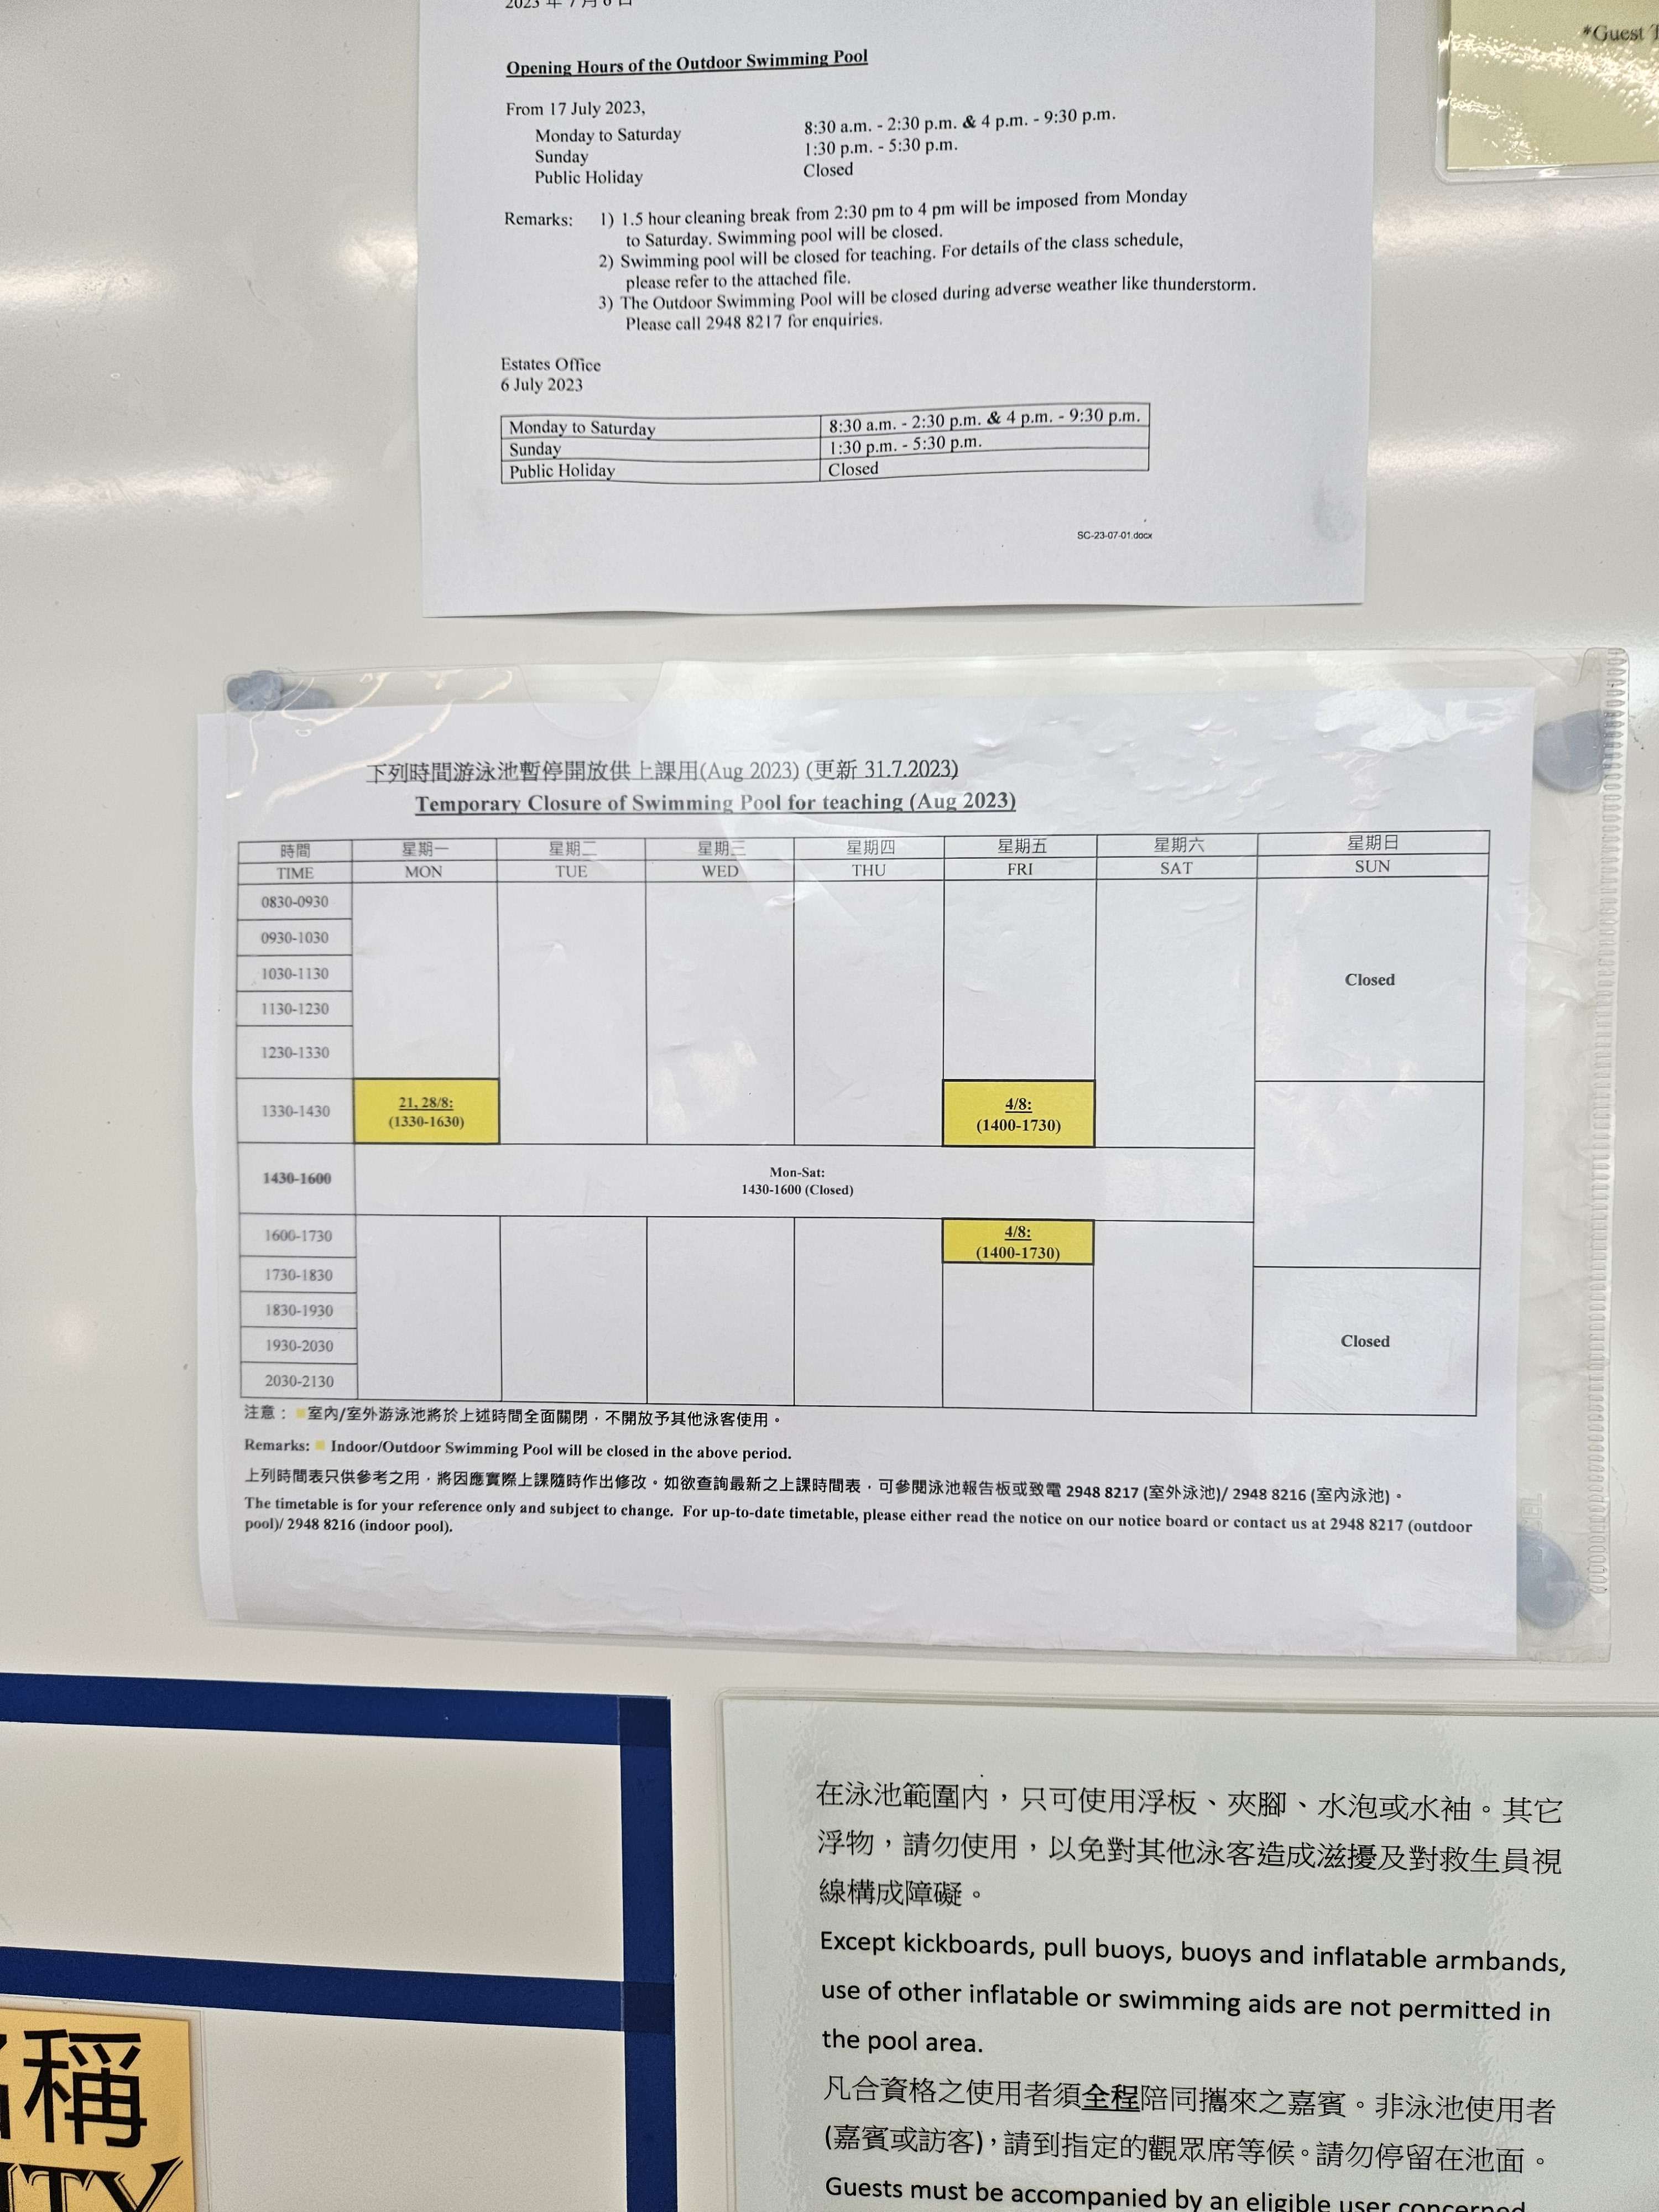 2023 年 7 月 6 日
*Guest
Opening Hours of the Outdoor Swimming Pool
From 17 July 2023,
Monday to Saturday 8:30 a.m. - 2:30 p.m. & 4 p.m. - 9:30 p.m.
Sunday 1:30 p.m. - 5:30 p.m.
Public Holiday Closed
Remarks: 1) 1.5 hour cleaning break from 2:30 pm to 4 pm will be imposed from Monday
to Saturday. Swimming pool will be closed.
2) Swimming pool will be closed for teaching. For details of the class schedule,
please refer to the attached file.
3) The Outdoor Swimming Pool will be closed during adverse weather like thunderstorm.
Please call 2948 8217 for enquiries.
Estates Office
6 July 2023
Monday to Saturday 8:30 a.m. - 2:30 p.m. & 4 p.m. - 9:30 p.m.
Sunday 1:30 p.m. - 5:30 p.m.
Public Holiday Closed
SC-23-07-01.docx
下列時間游泳池暫停開放供上課用(Aug 2023) (更新 31.7.2023)
Temporary Closure of Swimming Pool for teaching (Aug 2023)
時間 星期一 星期二 星期三 星期四 星期五 星期六 星期日
TIME MON TUE WED THU FRI SAT SUN
0830-0930
0930-1030
1030-1130 Closed
1130-1230
1230-1330
1330-1430 21, 28/8: 4/8:
(1330-1630) (1400-1730)
1430-1600 Mon-Sat:
1430-1600 (Closed)
1600-1730 4/8:
(1400-1730)
1730-1830
1830-1930
1930-2030 Closed
2030-2130
注意： 室內/室外游泳池將於上述時間全面關閉，不開放予其他泳客使用。
Remarks: Indoor/Outdoor Swimming Pool will be closed in the above period.
上列時間表只供參考之用，將因應實際上課隨時作出修改。如欲查詢最新之上課時間表，可參閱泳池報告板或致電 2948 8217 (室外泳池)/ 2948 8216 (室內泳池)。
The timetable is for your reference only and subject to change. For up-to-date timetable, please either read the notice on our notice board or contact us at 2948 8217 (outdoor
pool)/ 2948 8216 (indoor pool).
在泳池範圍內，只可使用浮板、夾腳、水泡或水袖。其它
浮物，請勿使用，以免對其他泳客造成滋擾及對救生員視
線構成障礙。
Except kickboards, pull buoys, buoys and inflatable armbands,
use of other inflatable or swimming aids are not permitted in
the pool area.
凡合資格之使用者須全程陪同攜來之嘉賓。非泳池使用者
(嘉賓或訪客)，請到指定的觀眾席等候。請勿停留在池面。
Guests must be accompanied by an eligible user concerned
名稱
ITY